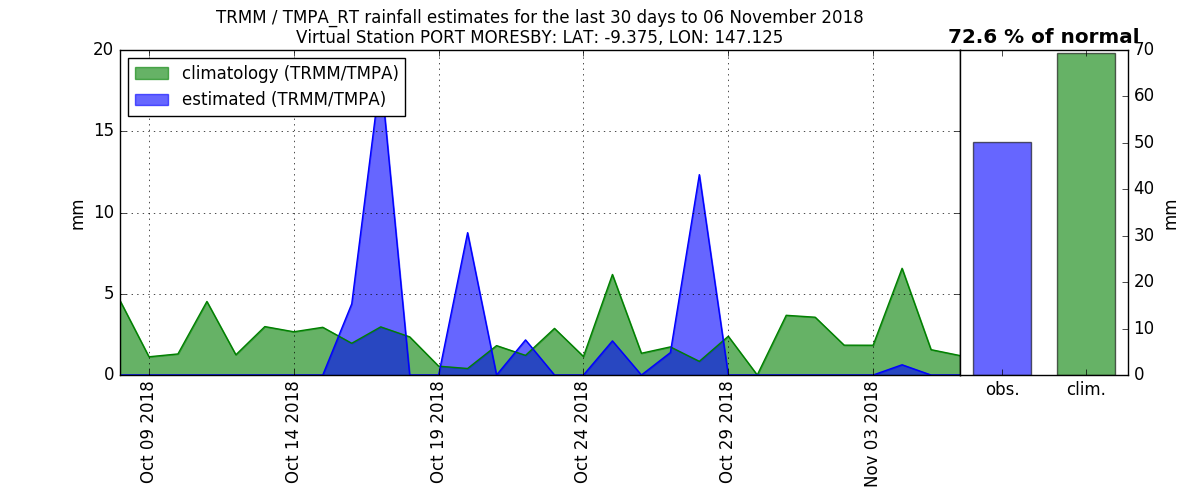 TRMM / TMPA_RT rainfall estimates for the last 30 days to 06 November 2018
Virtual Station PORT MORESBY: LAT: -9.375, LON: 147.125
72.6 % of normal
climatology (TRMM/TMPA)
estimated (TRMM/TMPA)
mm
20
15
10
5
0
Oct 09 2018
Oct 14 2018
Oct 19 2018
Oct 24 2018
Oct 29 2018
Nov 03 2018
obs.
clim.
70
60
50
40
30
20
10
0
mm